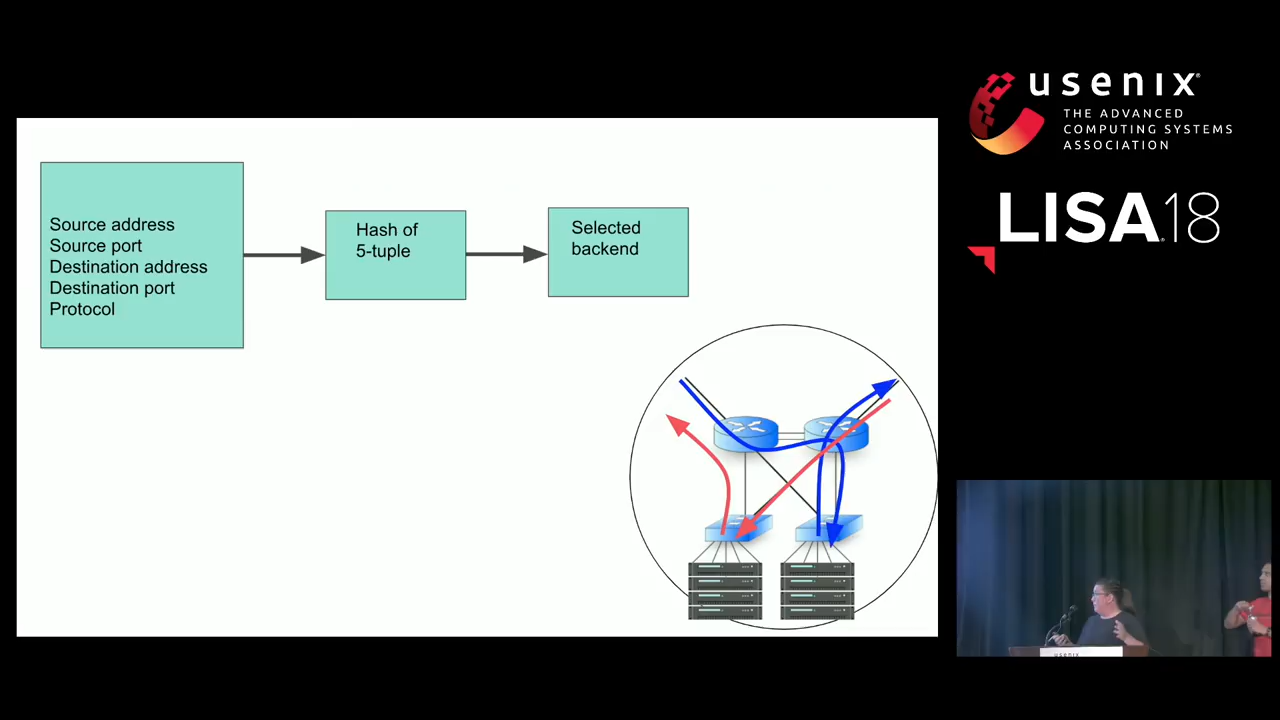 Source address
Source port
Destination address
Destination port
Protocol
Hash of
5-tuple
Selected
backend
usenix
THE ADVANCED
COMPUTING SYSTEMS
ASSOCIATION
LISA18
usenix